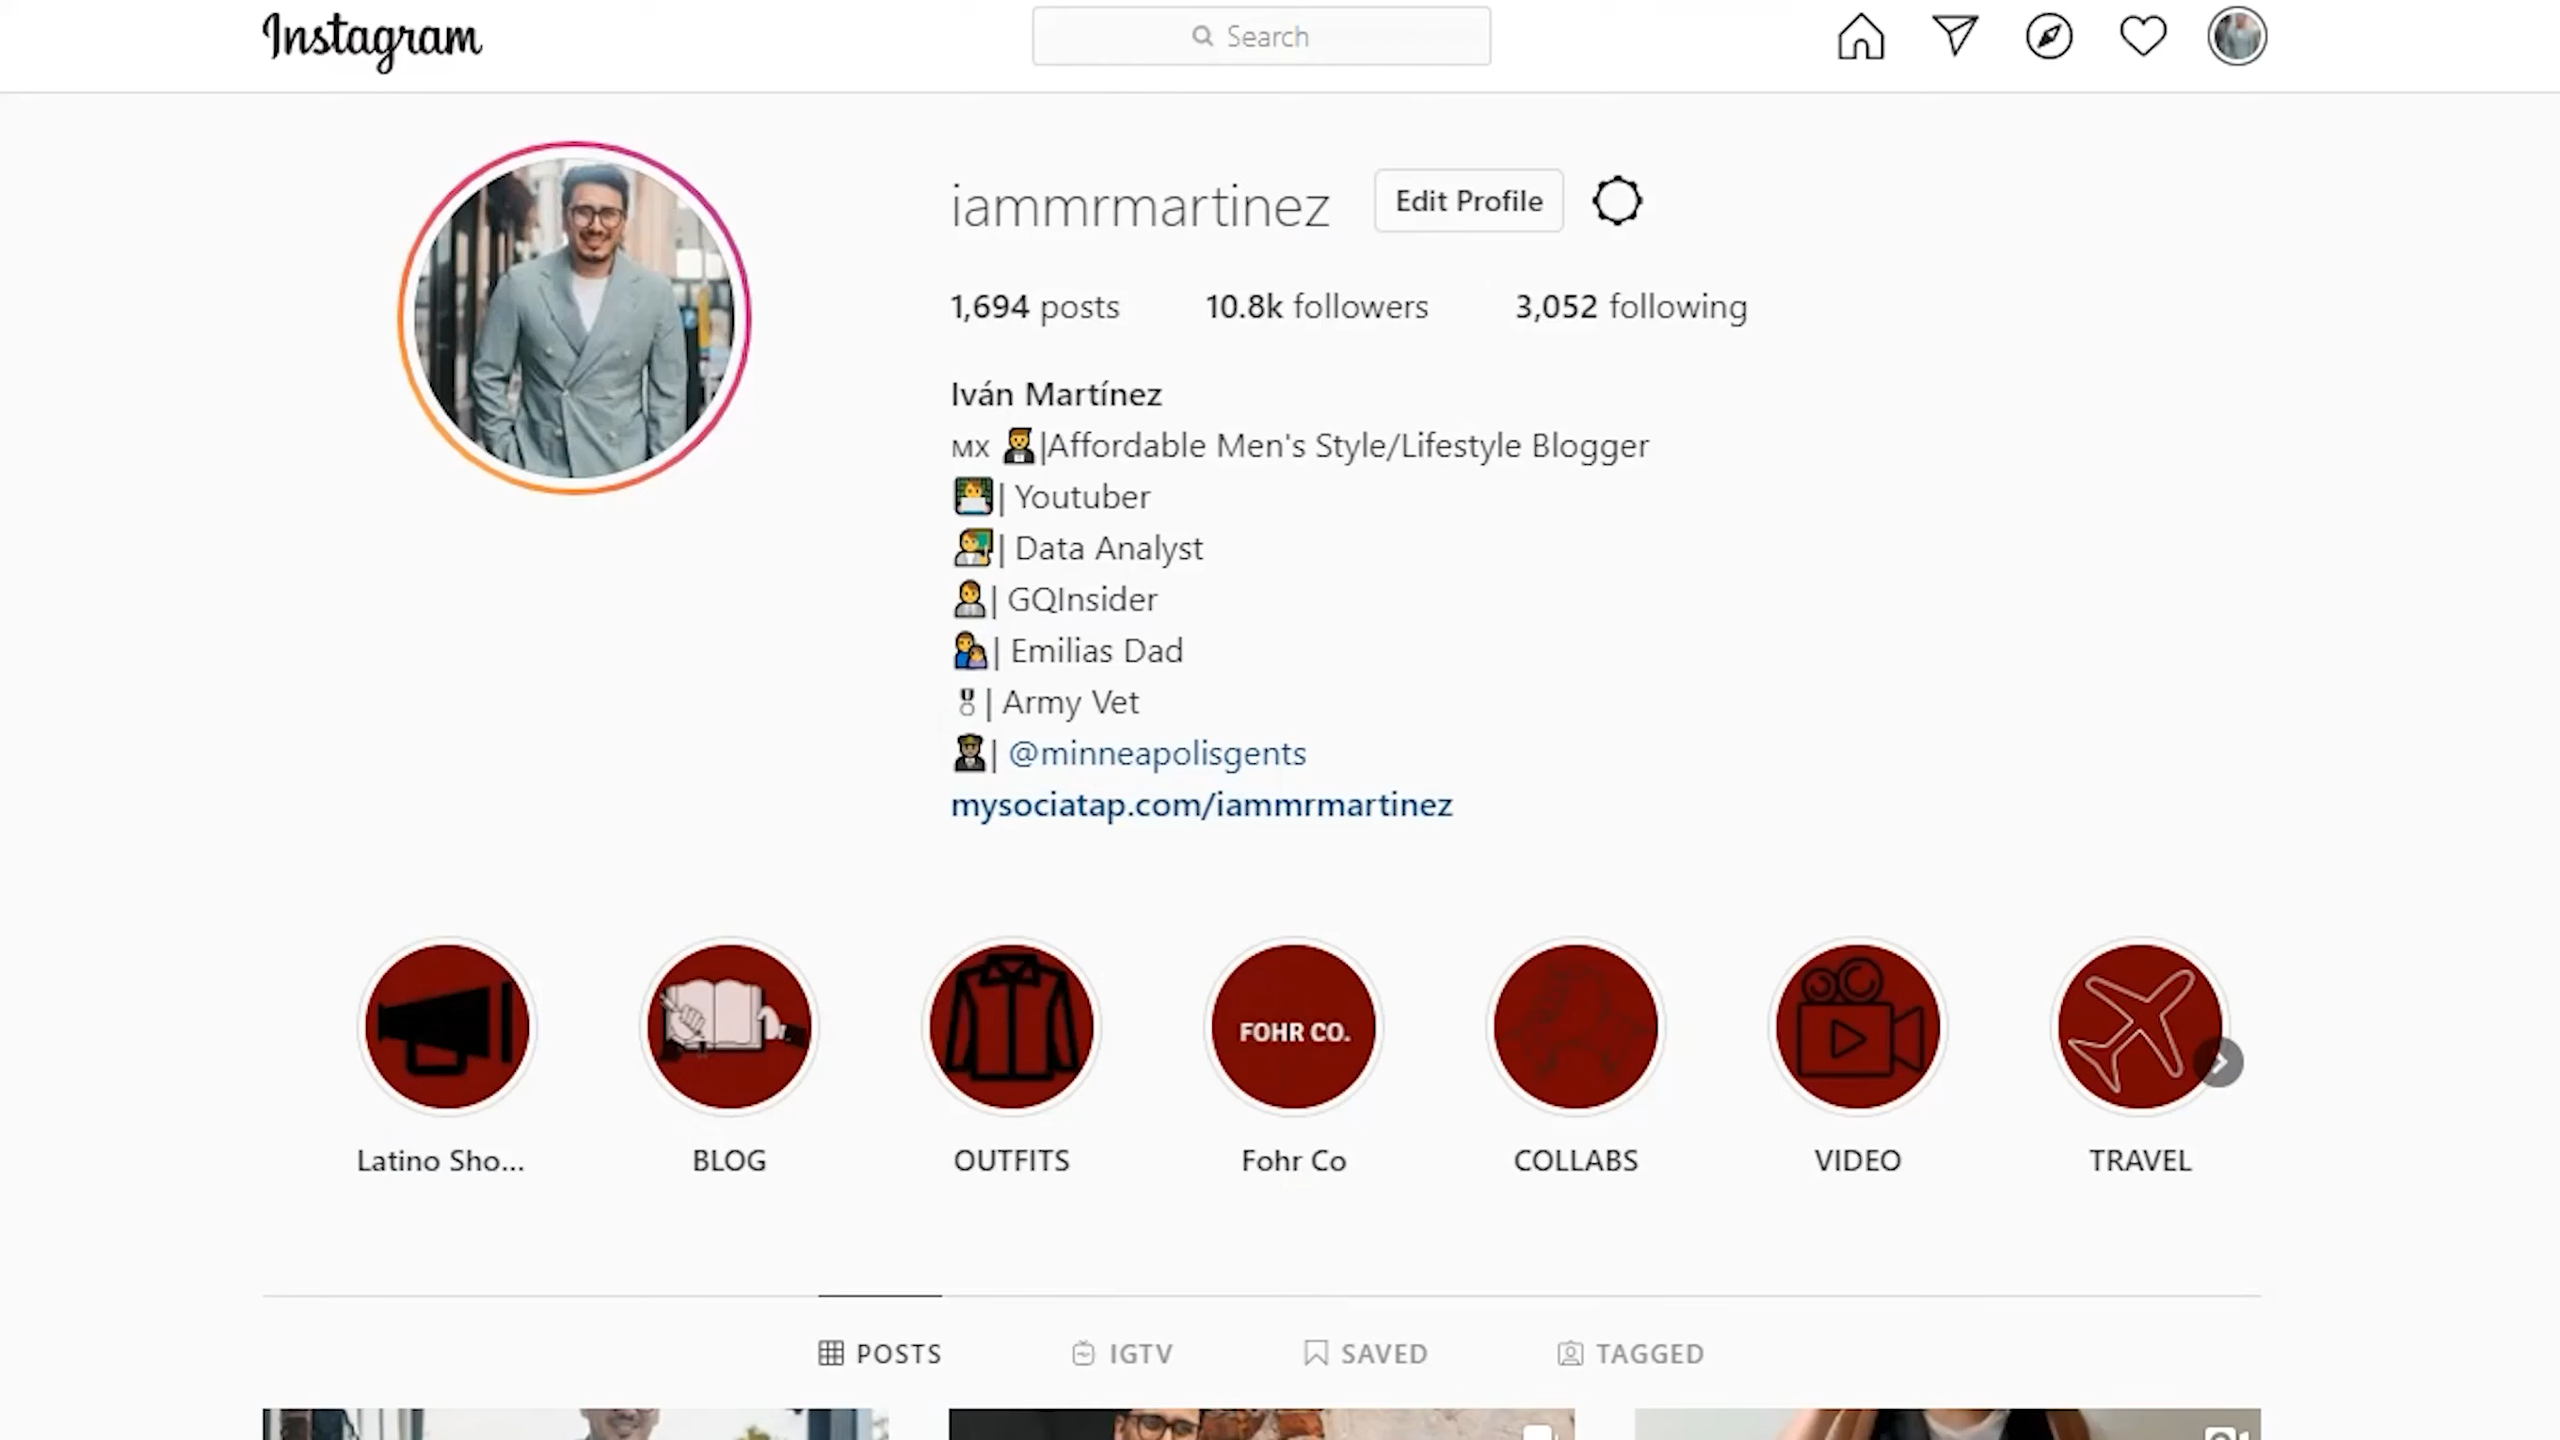 Instagram
Search
iammrmartinez
Edit Profile
1,694 posts
10.8k followers
3,052 following
Iván Martínez
MX 🤵|Affordable Men's Style/Lifestyle Blogger
👨‍💻| Youtuber
👨‍🏫| Data Analyst
👨‍💼| GQInsider
👨‍👧| Emilias Dad
🎖| Army Vet
👨🏽‍✈️| @minneapolisgents
mysociatap.com/iammrmartinez
FOHR CO.
Latino Sho...
BLOG
OUTFITS
Fohr Co
COLLABS
VIDEO
TRAVEL
POSTS
IGTV
SAVED
TAGGED